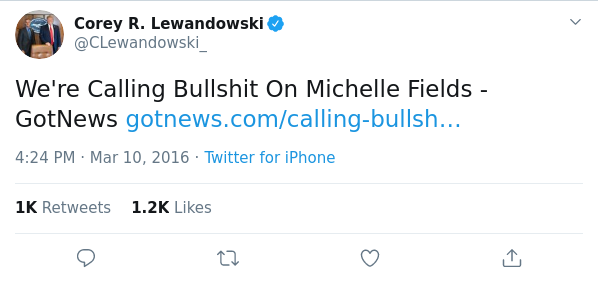 Corey R. Lewandowski
@CLewandowski_
We're Calling Bullshit On Michelle Fields -
GotNews gotnews.com/calling-bullsh...
4:24 PM · Mar 10, 2016 · Twitter for iPhone
1K Retweets 1.2K Likes